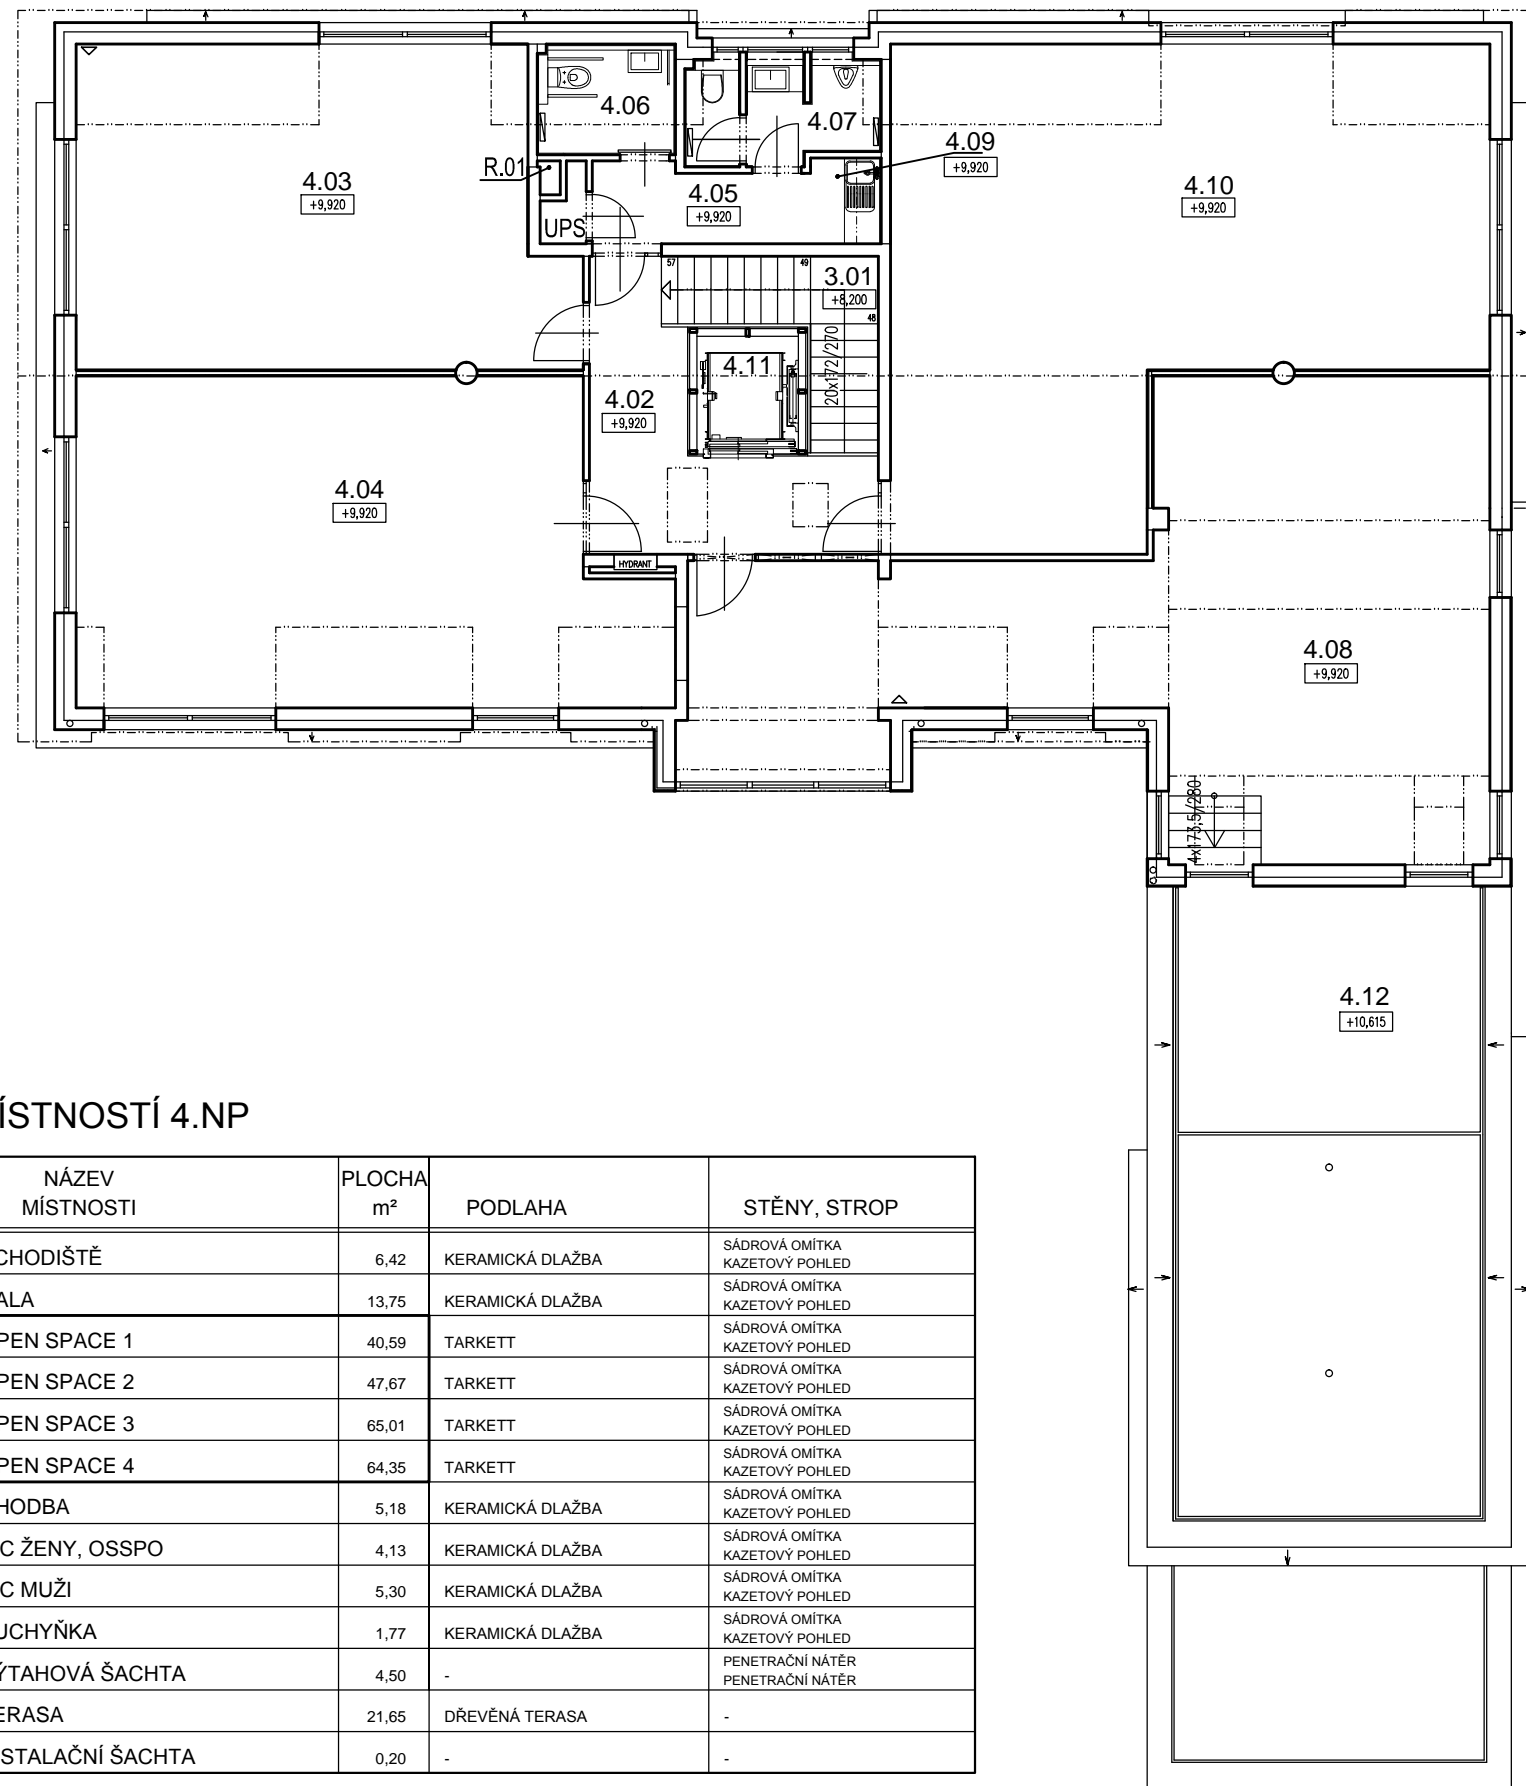 4.06
4.07
4.09
+9,920
R.01
4.03
+9,920
4.05
+9,920
4.10
+9,920
UPS
57
49
3.01
+8,200
48
20x172/270
4.11
4.02
+9,920
4.04
+9,920
HYDRANT
4.08
+9,920
4x173,5/280
4.12
+10,615
ÍSTNOSTÍ 4.NP
NÁZEV
MÍSTNOSTI
PLOCHA
m²
PODLAHA
STĚNY, STROP
CHODIŠTĚ 6,42 KERAMICKÁ DLAŽBA SÁDROVÁ OMÍTKA
KAZETOVÝ POHLED
ALA 13,75 KERAMICKÁ DLAŽBA SÁDROVÁ OMÍTKA
KAZETOVÝ POHLED
PEN SPACE 1 40,59 TARKETT SÁDROVÁ OMÍTKA
KAZETOVÝ POHLED
PEN SPACE 2 47,67 TARKETT SÁDROVÁ OMÍTKA
KAZETOVÝ POHLED
PEN SPACE 3 65,01 TARKETT SÁDROVÁ OMÍTKA
KAZETOVÝ POHLED
PEN SPACE 4 64,35 TARKETT SÁDROVÁ OMÍTKA
KAZETOVÝ POHLED
HODBA 5,18 KERAMICKÁ DLAŽBA SÁDROVÁ OMÍTKA
KAZETOVÝ POHLED
C ŽENY, OSSPO 4,13 KERAMICKÁ DLAŽBA SÁDROVÁ OMÍTKA
KAZETOVÝ POHLED
C MUŽI 5,30 KERAMICKÁ DLAŽBA SÁDROVÁ OMÍTKA
KAZETOVÝ POHLED
UCHYŇKA 1,77 KERAMICKÁ DLAŽBA SÁDROVÁ OMÍTKA
KAZETOVÝ POHLED
ÝTAHOVÁ ŠACHTA 4,50 - PENETRAČNÍ NÁTĚR
PENETRAČNÍ NÁTĚR
ERASA 21,65 DŘEVĚNÁ TERASA -
STALAČNÍ ŠACHTA 0,20 - -